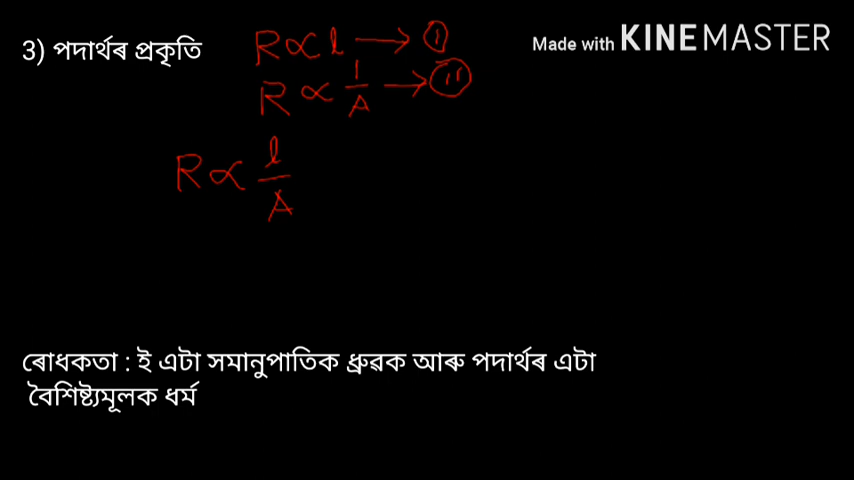 3) পদাৰ্থৰ প্ৰকৃতি
R ∝ l → (i)
Made with KINEMASTER
R ∝ 1/A → (ii)
R ∝ l/A
ৰোধকতা : ই এটা সমানুপাতিক ধ্ৰুৱক আৰু পদাৰ্থৰ এটা
বৈশিষ্ট্যমূলক ধৰ্ম